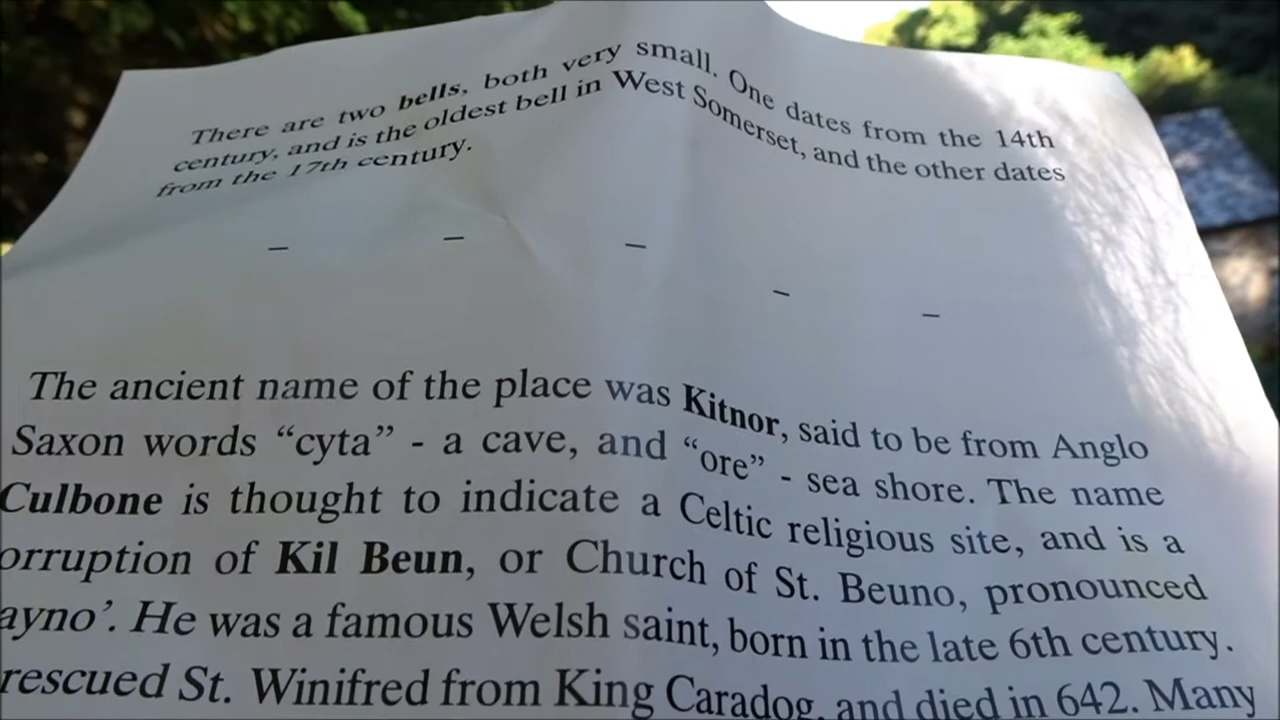 There are two bells, both very small. One dates from the 14th
century, and is the oldest bell in West Somerset, and the other dates
from the 17th century.
– – – – –
The ancient name of the place was Kitnor, said to be from Anglo
Saxon words “cyta” - a cave, and “ore” - sea shore. The name
Culbone is thought to indicate a Celtic religious site, and is a
orruption of Kil Beun, or Church of St. Beuno, pronounced
ayno’. He was a famous Welsh saint, born in the late 6th century.
rescued St. Winifred from King Caradog, and died in 642. Many